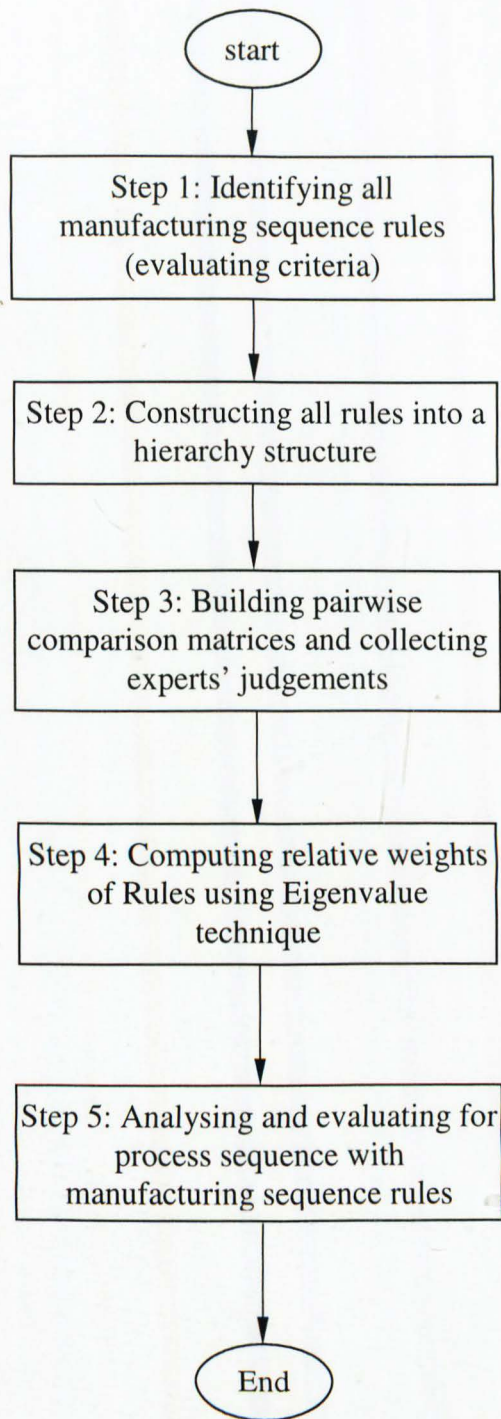 start
Step 1: Identifying all
manufacturing sequence rules
(evaluating criteria)
Step 2: Constructing all rules into a
hierarchy structure
Step 3: Building pairwise
comparison matrices and collecting
experts' judgements
Step 4: Computing relative weights
of Rules using Eigenvalue
technique
Step 5: Analysing and evaluating for
process sequence with
manufacturing sequence rules
End